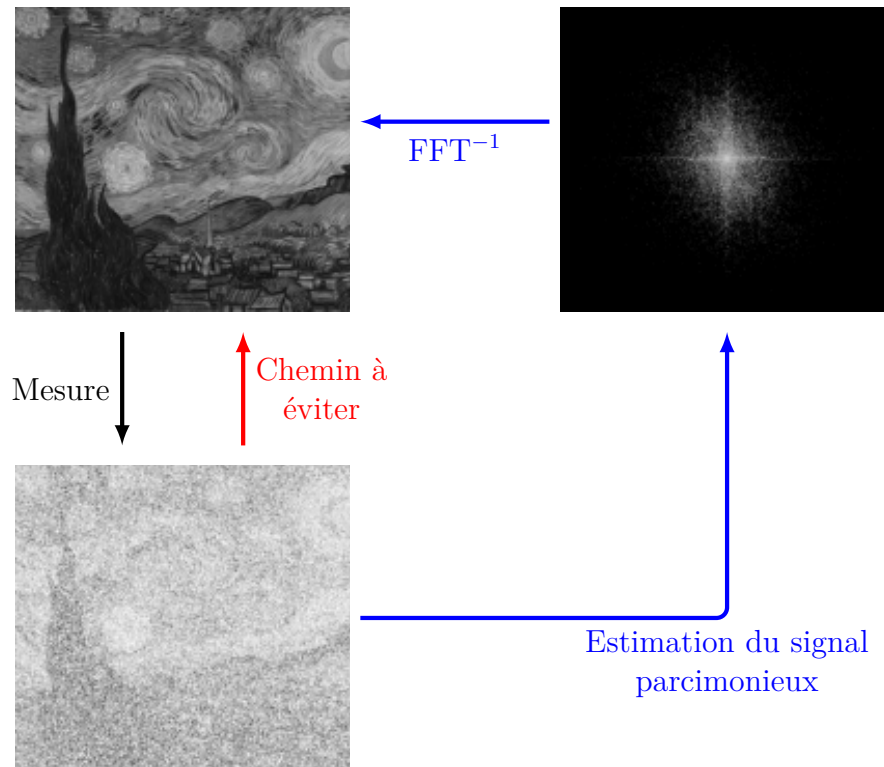 FFT⁻¹
Mesure
Chemin à
éviter
Estimation du signal
parcimonieux